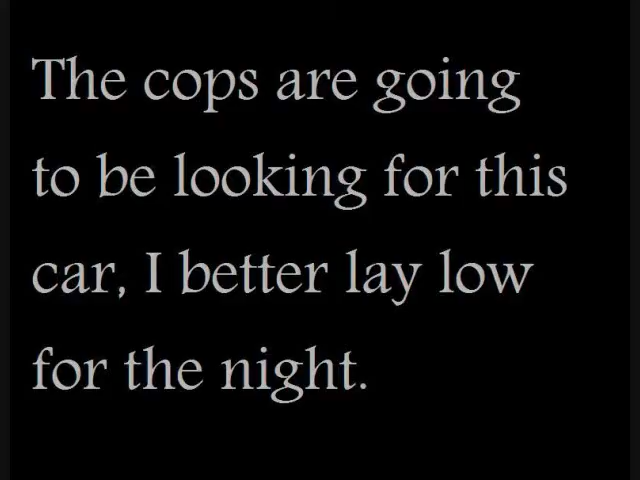 The cops are going
to be looking for this
car, I better lay low
for the night.